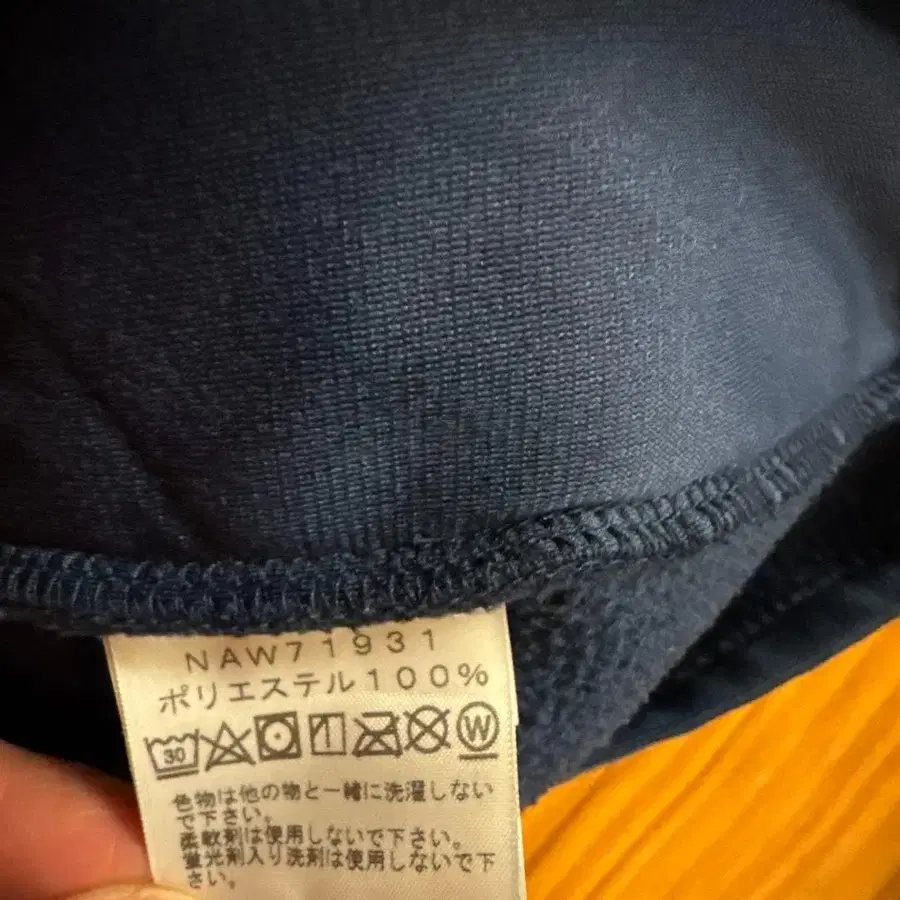 NAW71931
ポリエステル100%
30 W
色物は他の物と一緒に洗濯しない
で下さい。
柔軟剤は使用しないで下さい。
蛍光剤入り洗剤は使用しないで下
さい。